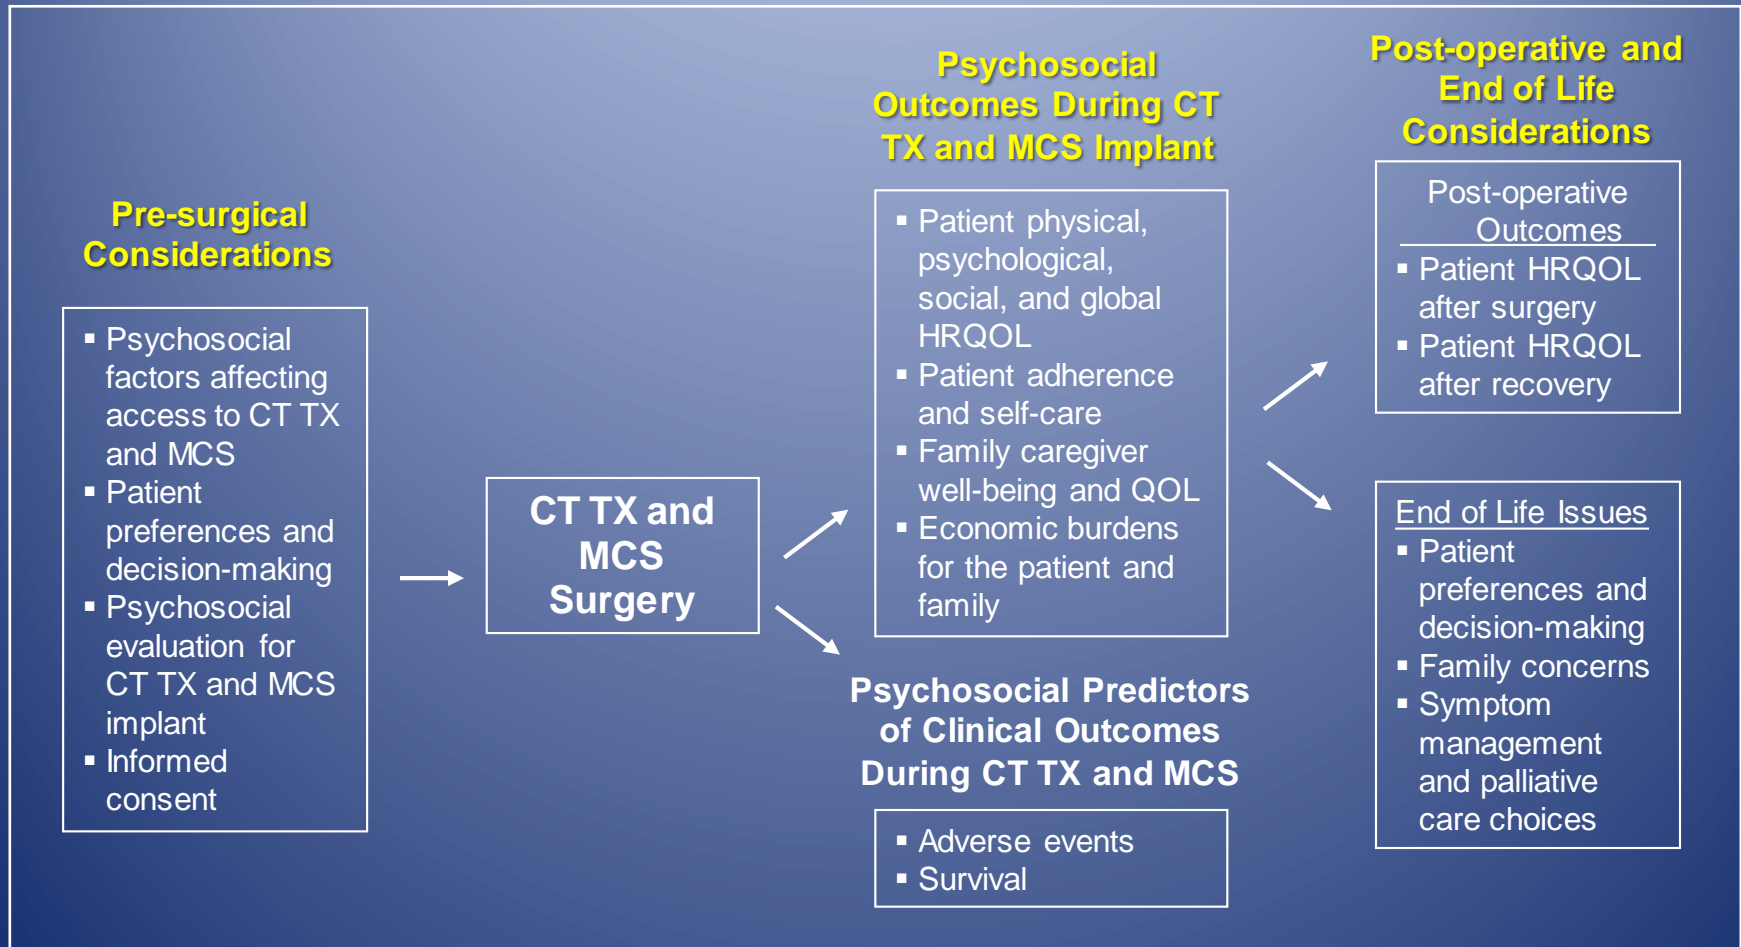 Pre-surgical
Considerations
▪ Psychosocial
factors affecting
access to CT TX
and MCS
▪ Patient
preferences and
decision-making
▪ Psychosocial
evaluation for
CT TX and MCS
implant
▪ Informed
consent
CT TX and
MCS
Surgery
Psychosocial
Outcomes During CT
TX and MCS Implant
▪ Patient physical,
psychological,
social, and global
HRQOL
▪ Patient adherence
and self-care
▪ Family caregiver
well-being and QOL
▪ Economic burdens
for the patient and
family
Psychosocial Predictors
of Clinical Outcomes
During CT TX and MCS
▪ Adverse events
▪ Survival
Post-operative and
End of Life
Considerations
Post-operative
Outcomes
▪ Patient HRQOL
after surgery
▪ Patient HRQOL
after recovery
End of Life Issues
▪ Patient
preferences and
decision-making
▪ Family concerns
▪ Symptom
management
and palliative
care choices